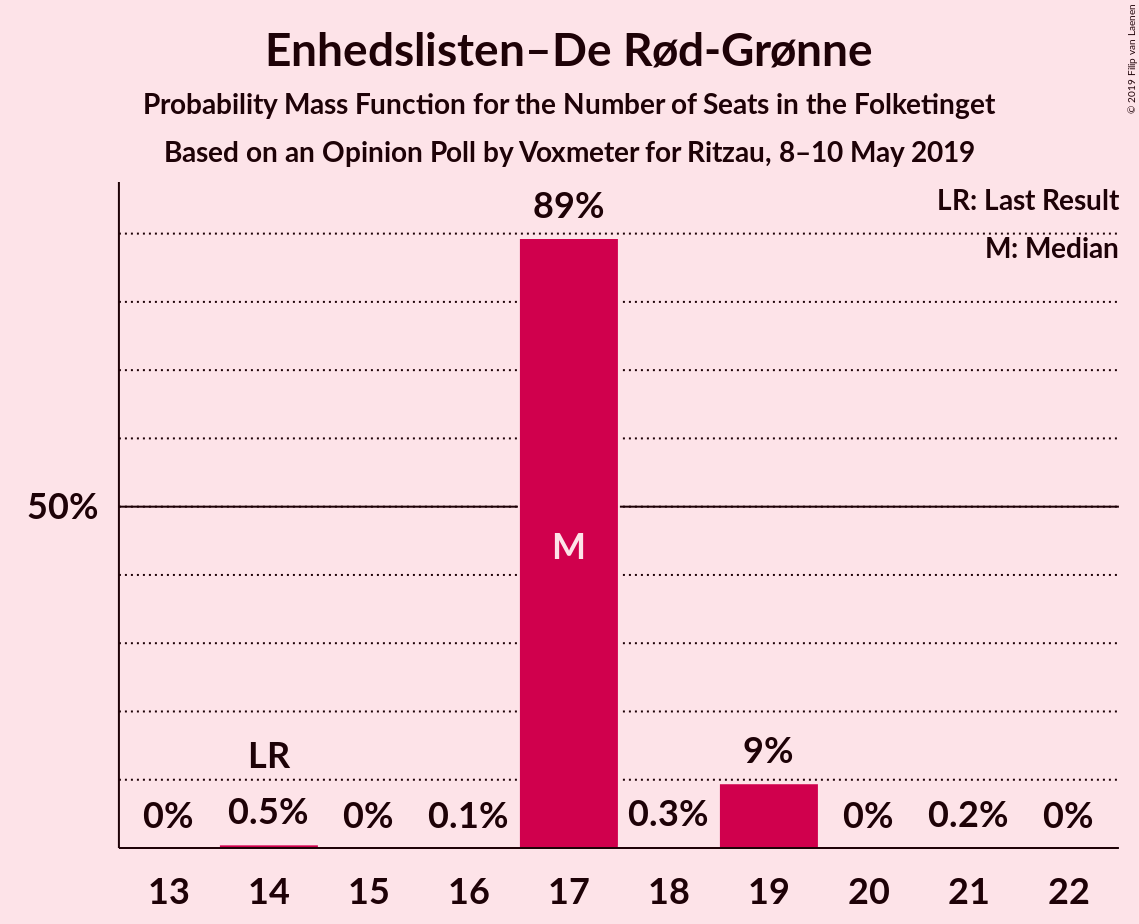 Enhedslisten–De Rød-Grønne
Probability Mass Function for the Number of Seats in the Folketinget
Based on an Opinion Poll by Voxmeter for Ritzau, 8–10 May 2019
© 2019 Filip van Laenen
LR: Last Result
M: Median
89%
50%
M
LR
9%
0% 0.5% 0% 0.1% 0.3% 0% 0.2% 0%
13 14 15 16 17 18 19 20 21 22